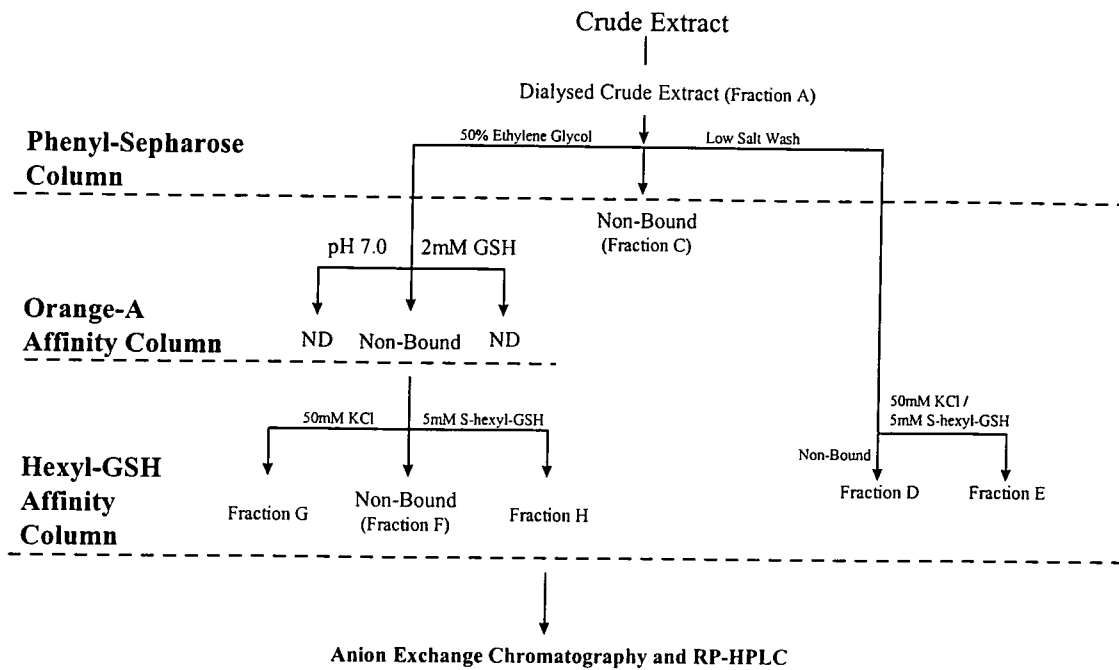 Crude Extract
Dialysed Crude Extract (Fraction A)
50% Ethylene Glycol
Low Salt Wash
Phenyl-Sepharose
Column
Non-Bound
(Fraction C)
pH 7.0
2mM GSH
Orange-A
Affinity Column
ND
Non-Bound
ND
50mM KCl
5mM S-hexyl-GSH
50mM KCl /
5mM S-hexyl-GSH
Hexyl-GSH
Affinity
Column
Non-Bound
Fraction G
Non-Bound
(Fraction F)
Fraction H
Fraction D
Fraction E
Anion Exchange Chromatography and RP-HPLC